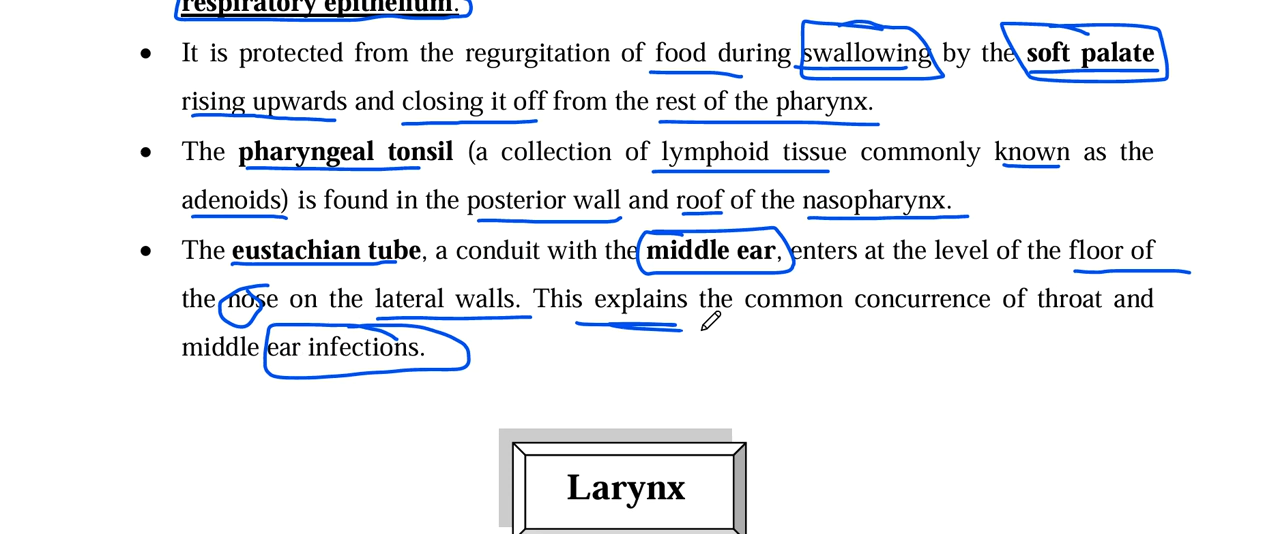 respiratory epithelium.
• It is protected from the regurgitation of food during swallowing by the soft palate
rising upwards and closing it off from the rest of the pharynx.
• The pharyngeal tonsil (a collection of lymphoid tissue commonly known as the
adenoids) is found in the posterior wall and roof of the nasopharynx.
• The eustachian tube, a conduit with the middle ear, enters at the level of the floor of
the nose on the lateral walls. This explains the common concurrence of throat and
middle ear infections.
Larynx